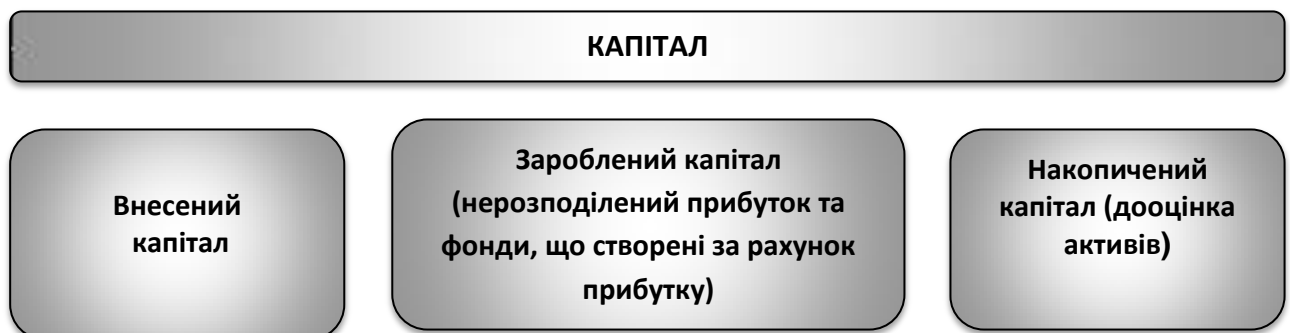 КАПІТАЛ
Внесений
капітал
Зароблений капітал
(нерозподілений прибуток та
фонди, що створені за рахунок
прибутку)
Накопичений
капітал (дооцінка
активів)